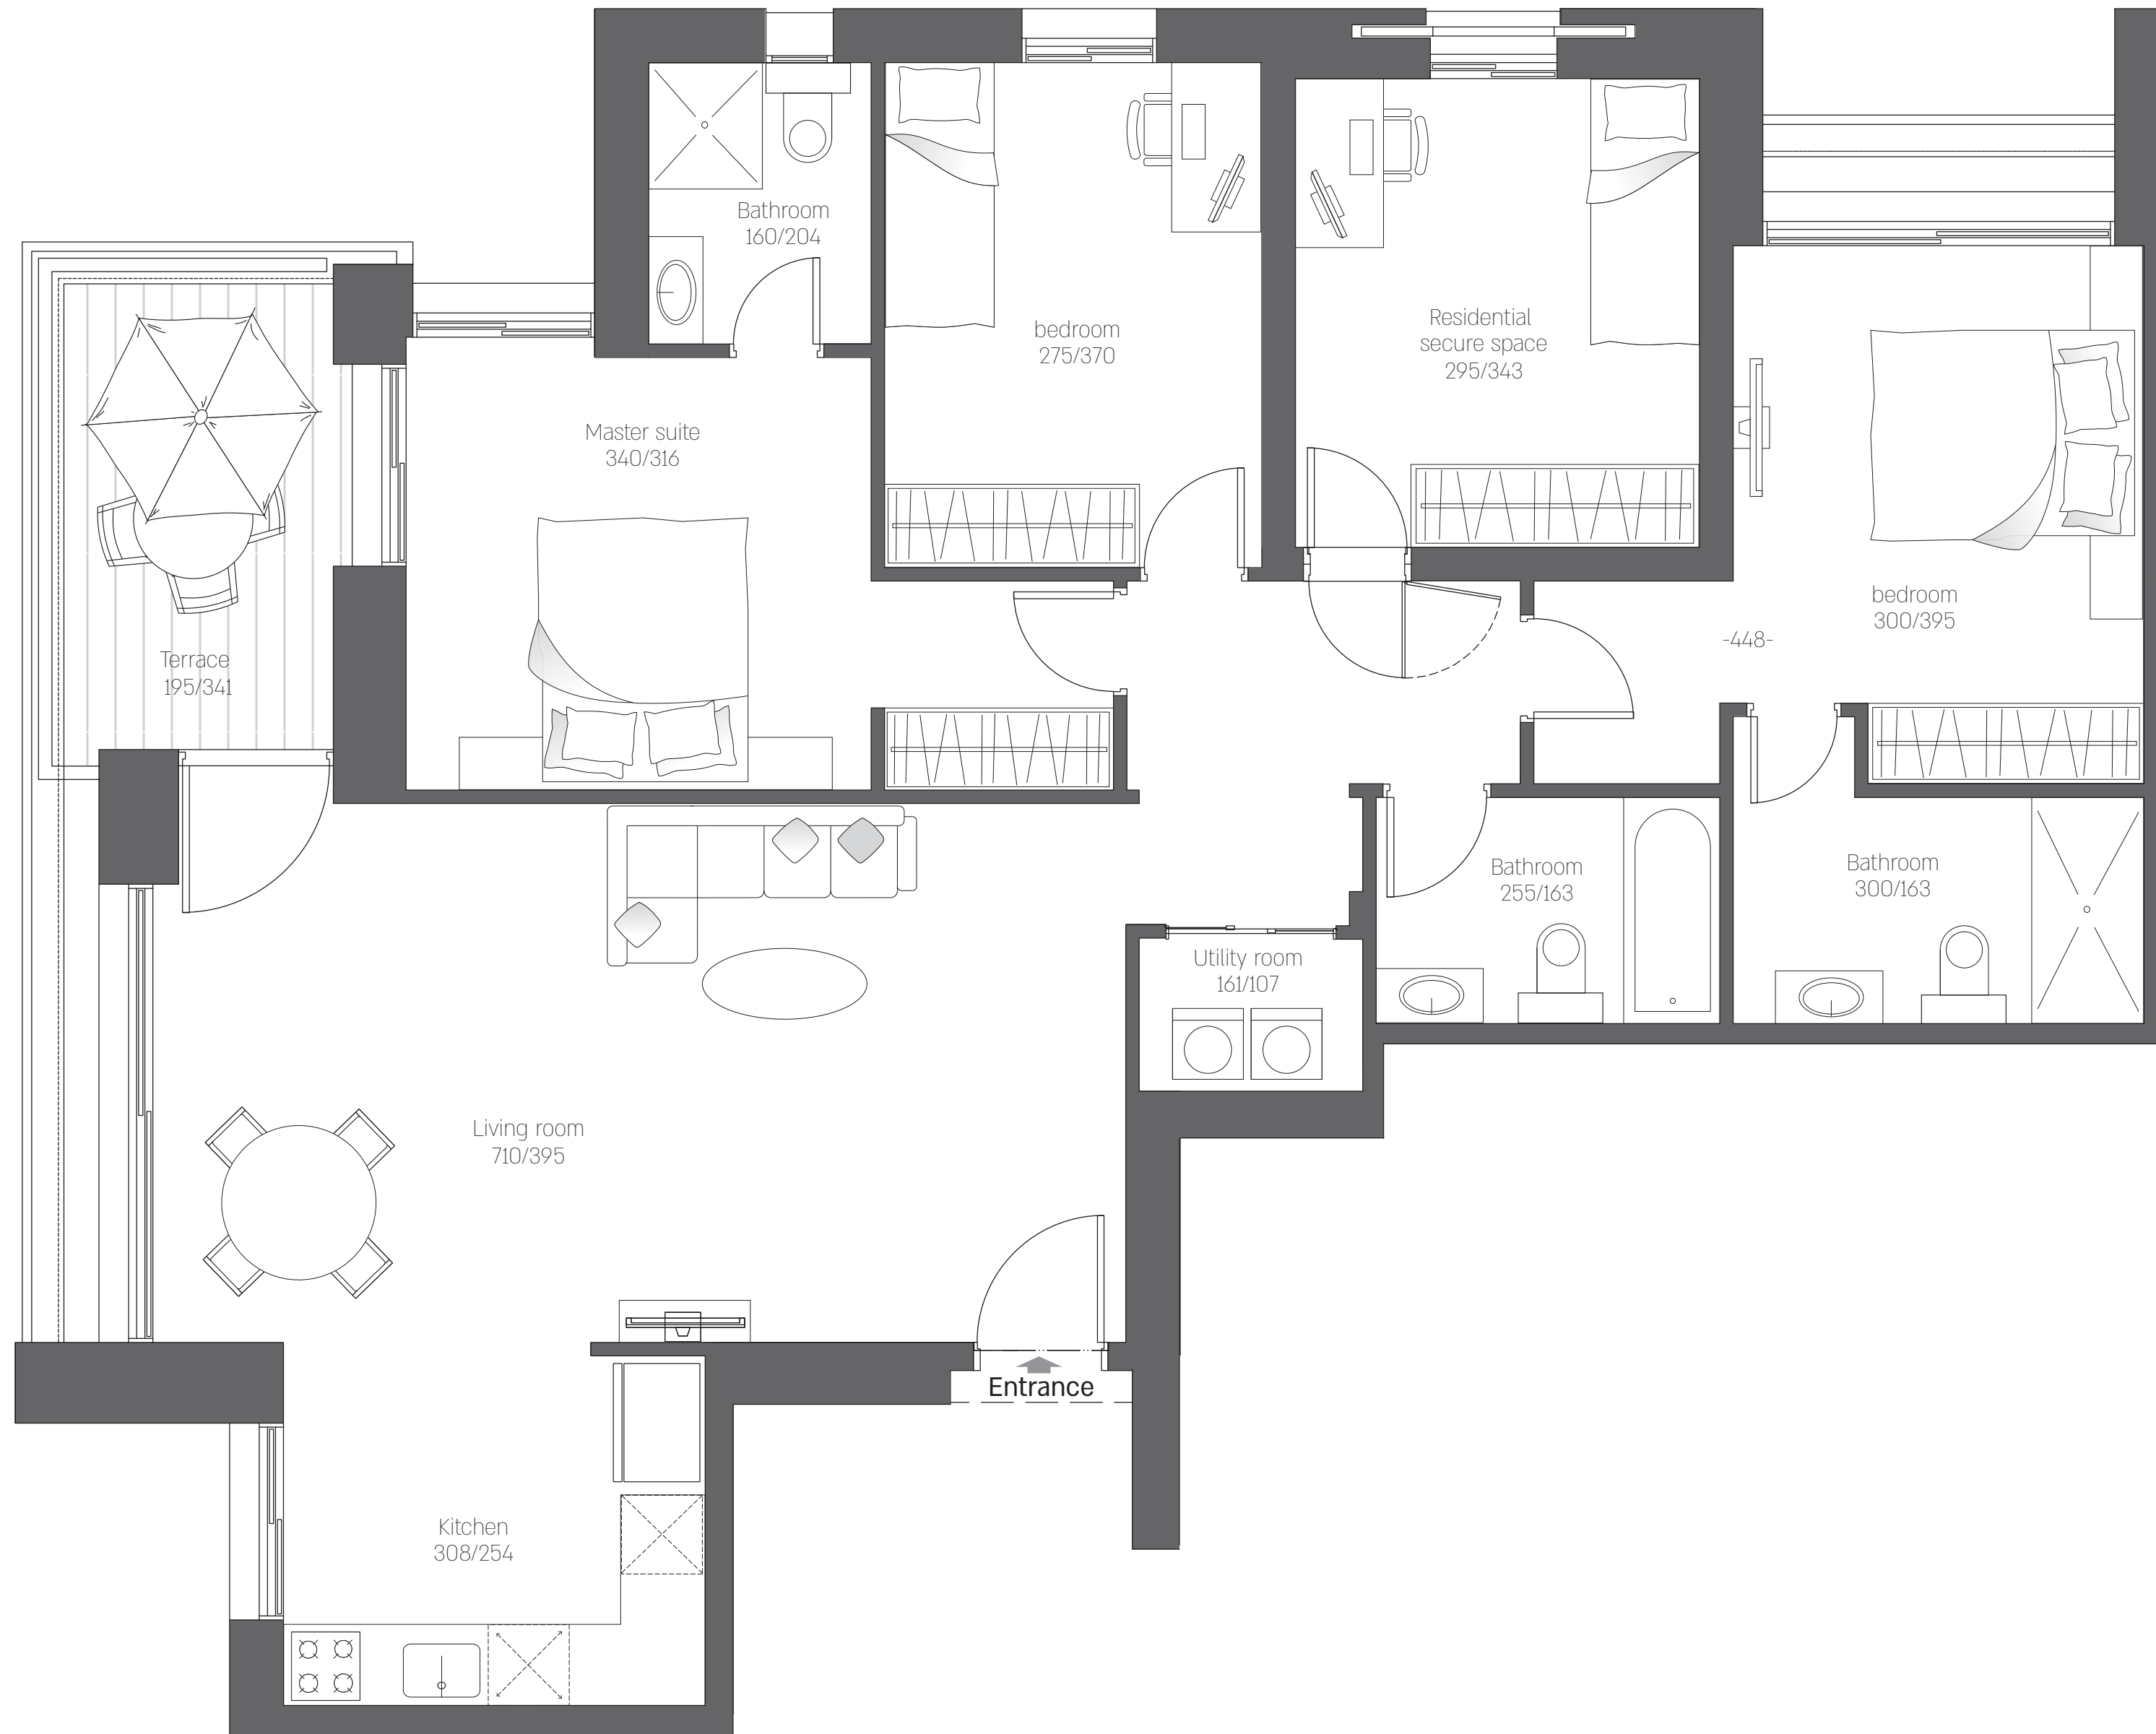 Bathroom
160/204
bedroom
275/370
Residential
secure space
295/343
Master suite
340/316
bedroom
300/395
-448-
Terrace
195/341
Bathroom
255/163
Bathroom
300/163
Utility room
161/107
Living room
710/395
Entrance
Kitchen
308/254